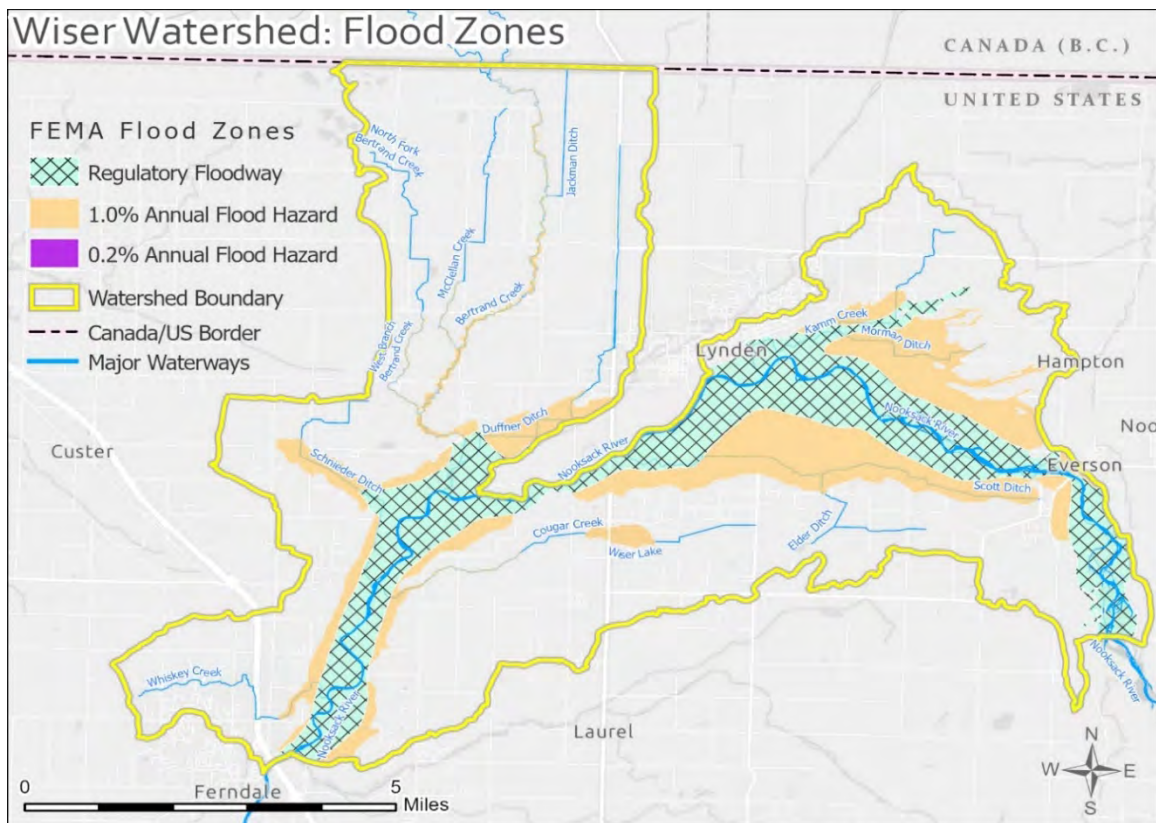 Wiser Watershed: Flood Zones
CANADA (B.C.)
UNITED STATES
FEMA Flood Zones
Regulatory Floodway
1.0% Annual Flood Hazard
0.2% Annual Flood Hazard
Watershed Boundary
Canada/US Border
Major Waterways
North Fork
Bertrand Creek
Jackman Ditch
McClellan Creek
Bertrand Creek
West Branch
Bertrand Creek
Kamm Creek
Morman Ditch
Lynden
Hampton
Duffner Ditch
Nooksack River
Nooksack River
Noo
Custer
Schnieder Ditch
Everson
Scott Ditch
Cougar Creek
Wiser Lake
Elder Ditch
Whiskey Creek
Nooksack River
Nooksack River
Laurel
Ferndale
0
5
Miles
N
W
E
S